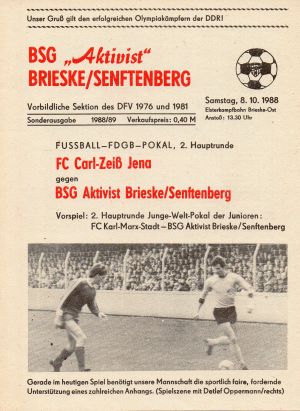 Unser Gruß gilt den erfolgreichen Olympiakämpfern der DDR!
BSG „Aktivist"
BRIESKE/SENFTENBERG
Vorbildliche Sektion des DFV 1976 und 1981
Sonderausgabe 1988/89 Verkaufspreis: 0,40 M
Samstag, 8. 10. 1988
Elsterkampfbahn Brieske-Ost
Anstoß: 13.30 Uhr
FUSSBALL—FDGB-POKAL, 2. Hauptrunde
FC Carl-Zeiß Jena
gegen
BSG Aktivist Brieske/Senftenberg
Vorspiel: 2. Hauptrunde Junge-Welt-Pokal der Junioren:
FC Karl-Marx-Stadt — BSG Aktivist Brieske/Senftenberg
Gerade im heutigen Spiel benötigt unsere Mannschaft die sportlich faire, fordernde
Unterstützung eines zahlreichen Anhangs. (Spielszene mit Detlef Oppermann/rechts)